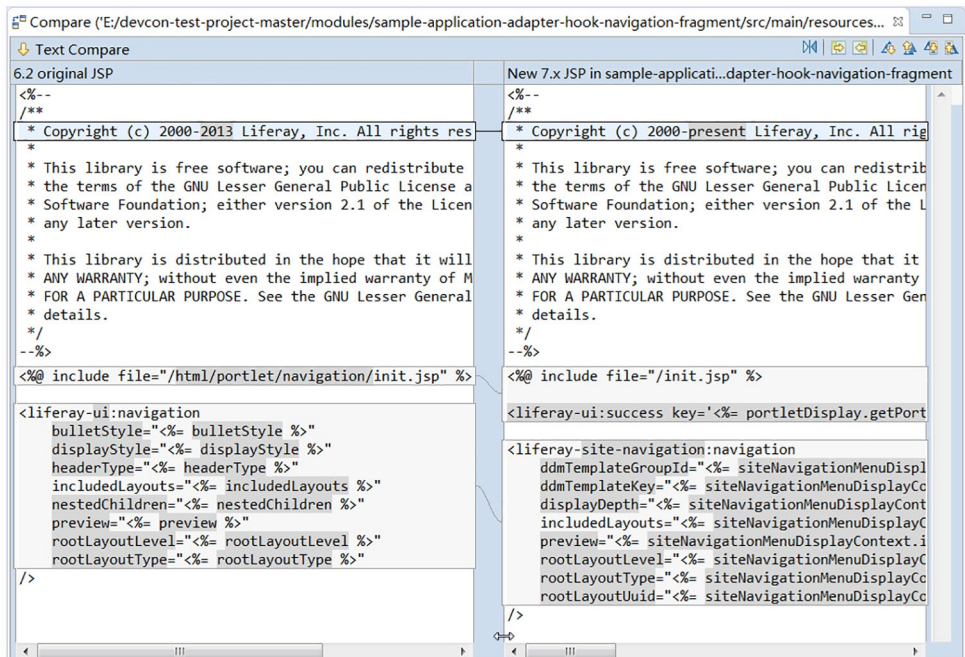 Compare ('E:/devcon-test-project-master/modules/sample-application-adapter-hook-navigation-fragment/src/main/resources...
Text Compare
6.2 original JSP
<%--
/**
 * Copyright (c) 2000-2013 Liferay, Inc. All rights res
 *
 * This library is free software; you can redistribute
 * the terms of the GNU Lesser General Public License a
 * Software Foundation; either version 2.1 of the Licen
 * any later version.
 *
 * This library is distributed in the hope that it will
 * ANY WARRANTY; without even the implied warranty of M
 * FOR A PARTICULAR PURPOSE. See the GNU Lesser General
 * details.
 */
--%>
<%@ include file="/html/portlet/navigation/init.jsp" %>
<liferay-ui:navigation
    bulletStyle="<%= bulletStyle %>"
    displayStyle="<%= displayStyle %>"
    headerType="<%= headerType %>"
    includedLayouts="<%= includedLayouts %>"
    nestedChildren="<%= nestedChildren %>"
    preview="<%= preview %>"
    rootLayoutLevel="<%= rootLayoutLevel %>"
    rootLayoutType="<%= rootLayoutType %>"
/>
New 7.x JSP in sample-applicati...dapter-hook-navigation-fragment
<%--
/**
 * Copyright (c) 2000-present Liferay, Inc. All rig
 *
 * This library is free software; you can redistrib
 * the terms of the GNU Lesser General Public Licen
 * Software Foundation; either version 2.1 of the L
 * any later version.
 *
 * This library is distributed in the hope that it
 * ANY WARRANTY; without even the implied warranty
 * FOR A PARTICULAR PURPOSE. See the GNU Lesser Gen
 * details.
 */
--%>
<%@ include file="/init.jsp" %>
<liferay-ui:success key='<%= portletDisplay.getPort
<liferay-site-navigation:navigation
    ddmTemplateGroupId="<%= siteNavigationMenuDispl
    ddmTemplateKey="<%= siteNavigationMenuDisplayCo
    displayDepth="<%= siteNavigationMenuDisplayCont
    includedLayouts="<%= siteNavigationMenuDisplayC
    preview="<%= siteNavigationMenuDisplayContext.i
    rootLayoutLevel="<%= siteNavigationMenuDisplayC
    rootLayoutType="<%= siteNavigationMenuDisplayCo
    rootLayoutUuid="<%= siteNavigationMenuDisplayCo
/>